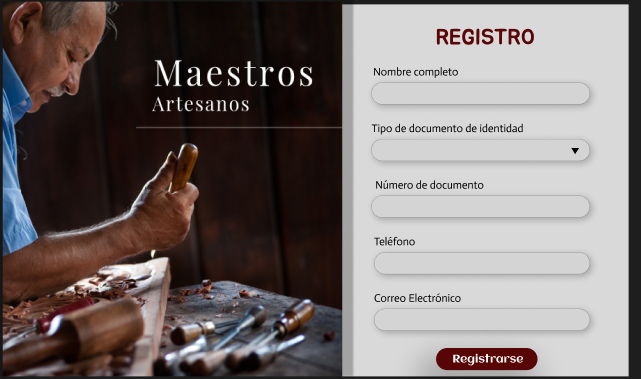 Maestros
Artesanos
REGISTRO
Nombre completo
Tipo de documento de identidad
Número de documento
Teléfono
Correo Electrónico
Registrarse